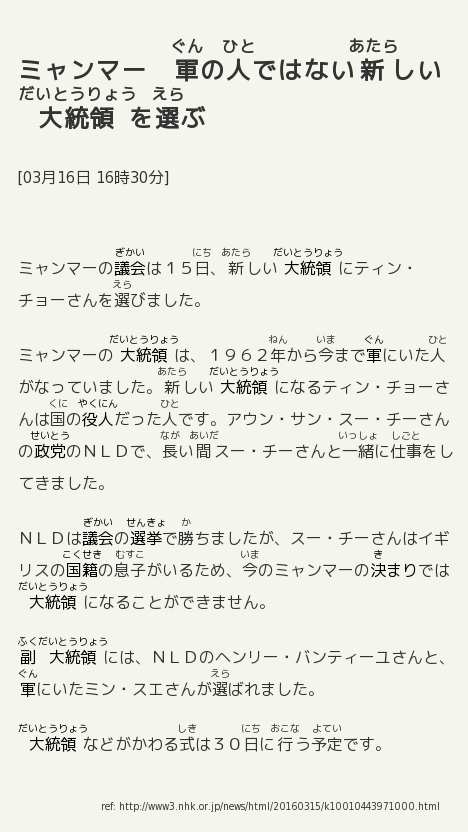 ミャンマー　軍の人ではない新しい
大統領を選ぶ
[03月16日 16時30分]
ミャンマーの議会は１５日、新しい大統領にティン・
チョーさんを選びました。
ミャンマーの大統領は、１９６２年から今まで軍にいた人
がなっていました。新しい大統領になるティン・チョーさ
んは国の役人だった人です。アウン・サン・スー・チーさん
の政党のＮＬＤで、長い間スー・チーさんと一緒に仕事をし
てきました。
ＮＬＤは議会の選挙で勝ちましたが、スー・チーさんはイギ
リスの国籍の息子がいるため、今のミャンマーの決まりでは
大統領になることができません。
副大統領には、ＮＬＤのヘンリー・バンティーユさんと、
軍にいたミン・スエさんが選ばれました。
大統領などがかわる式は３０日に行う予定です。
ref: http://www3.nhk.or.jp/news/html/20160315/k10010443971000.html